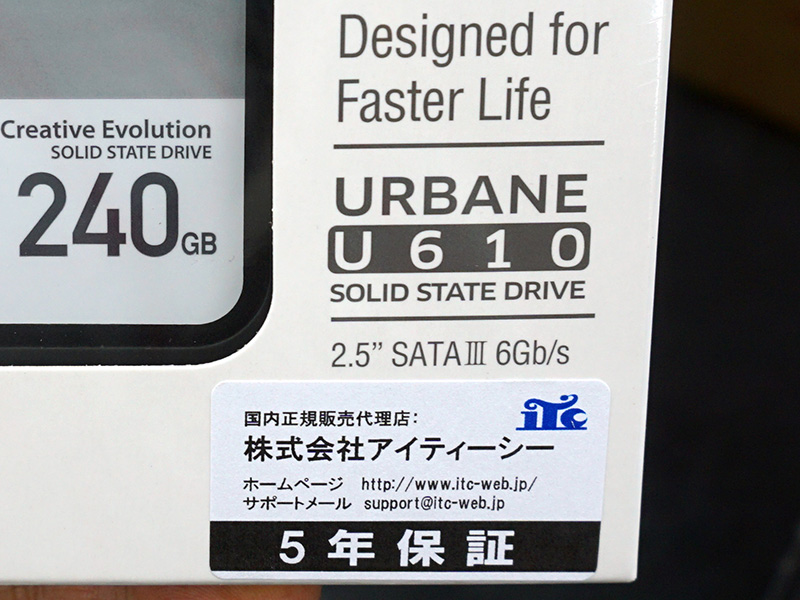 Designed for
Faster Life
Creative Evolution
SOLID STATE DRIVE
240GB
URBANE
U610
SOLID STATE DRIVE
2.5” SATAⅢ 6Gb/s
iTc
国内正規販売代理店:
株式会社アイティーシー
ホームページ http://www.itc-web.jp/
サポートメール support@itc-web.jp
5年保証